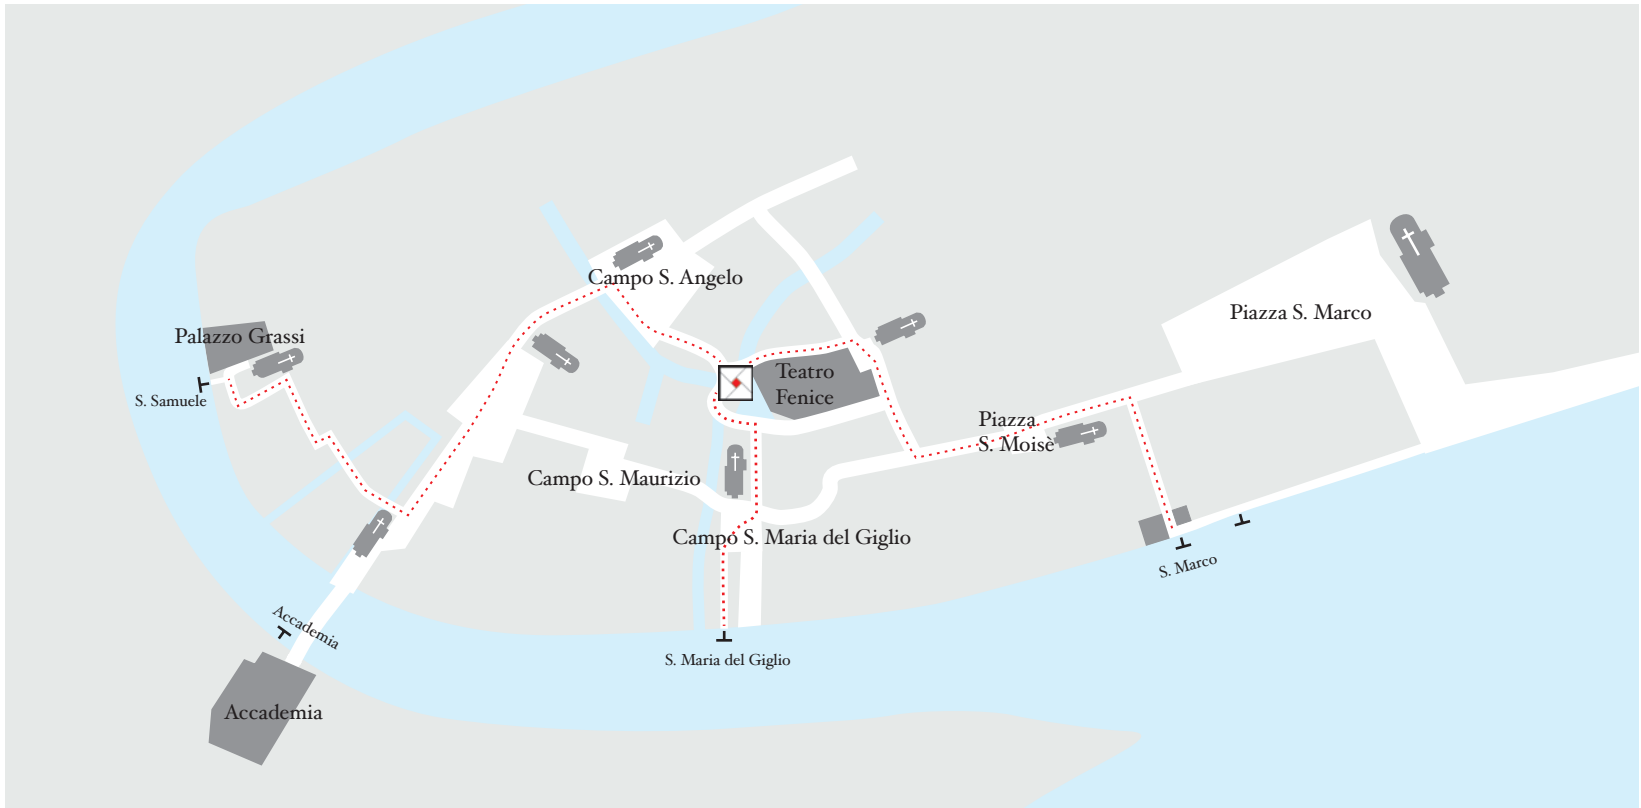 Campo S. Angelo
Piazza S. Marco
Palazzo Grassi
Teatro
Fenice
S. Samuele
Piazza
S. Moisè
Campo S. Maurizio
Campo S. Maria del Giglio
S. Marco
Accademia
S. Maria del Giglio
Accademia